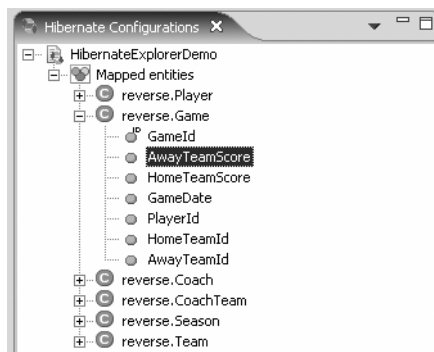 Hibernate Configurations
HibernateExplorerDemo
Mapped entities
C reverse.Player
C reverse.Game
ID GameId
AwayTeamScore
HomeTeamScore
GameDate
PlayerId
HomeTeamId
AwayTeamId
C reverse.Coach
C reverse.CoachTeam
C reverse.Season
C reverse.Team